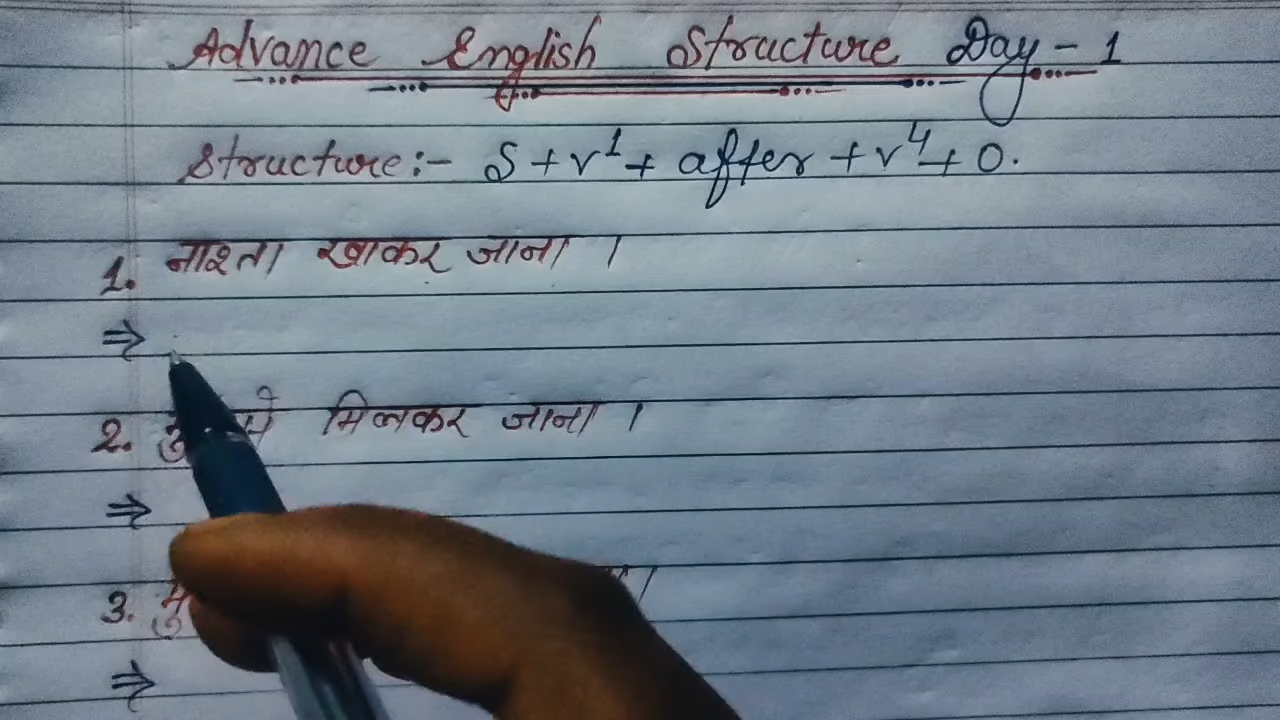 Advance English Structure Day - 1
Structure:- S + v¹ + after + v⁴ + O.
1. नाश्ता खाकर जाना ।
⇒
2. मिलकर जाना ।
⇒
3.
⇒